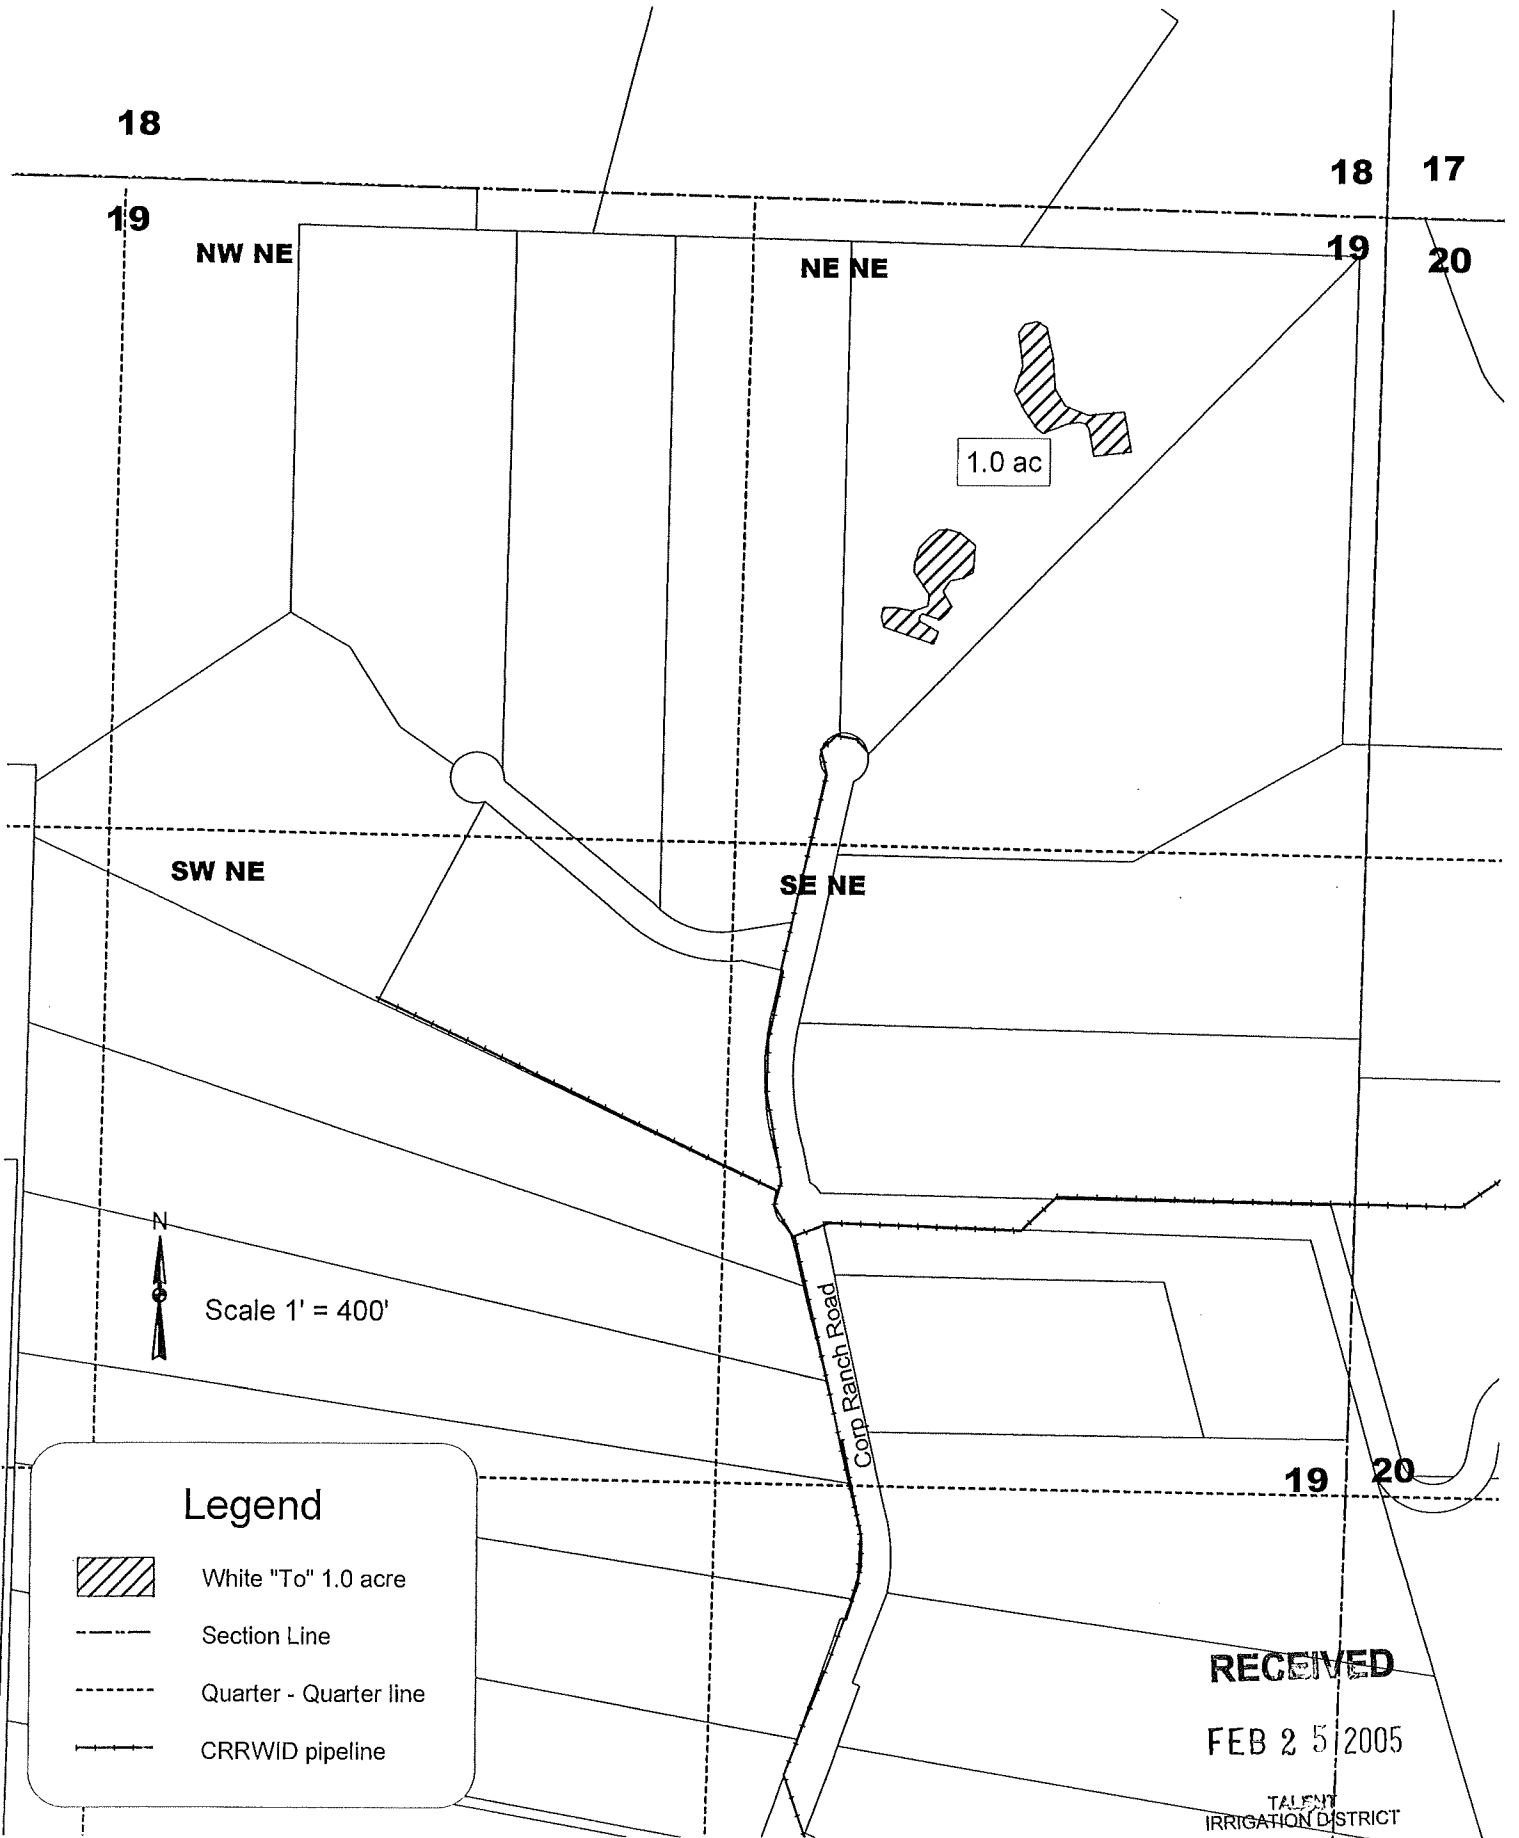 18
18 17
19
19 20
NW NE
NE NE
1.0 ac
SW NE
SE NE
N
Scale 1' = 400'
Corp Ranch Road
19 20
Legend
White "To" 1.0 acre
Section Line
Quarter - Quarter line
CRRWID pipeline
RECEIVED
FEB 2 5 2005
TALENT
IRRIGATION DISTRICT